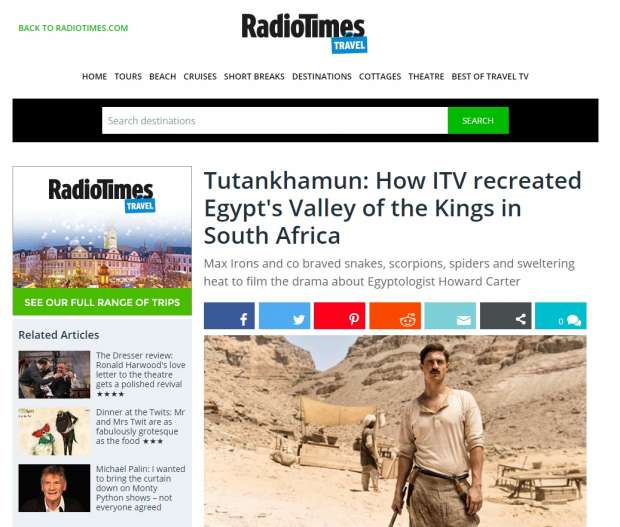 BACK TO RADIOTIMES.COM
RadioTimes
TRAVEL
HOME TOURS BEACH CRUISES SHORT BREAKS DESTINATIONS COTTAGES THEATRE BEST OF TRAVEL TV
Search destinations
SEARCH
RadioTimes
TRAVEL
SEE OUR FULL RANGE OF TRIPS
Related Articles
The Dresser review:
Ronald Harwood's love
letter to the theatre
gets a polished revival
★★★★
Dinner at the Twits: Mr
and Mrs Twit are as
fabulously grotesque
as the food ★★★
Michael Palin: i wanted
to bring the curtain
down on Monty
Python shows – not
everyone agreed
Tutankhamun: How ITV recreated
Egypt's Valley of the Kings in
South Africa
Max Irons and co braved snakes, scorpions, spiders and sweltering
heat to film the drama about Egyptologist Howard Carter
0